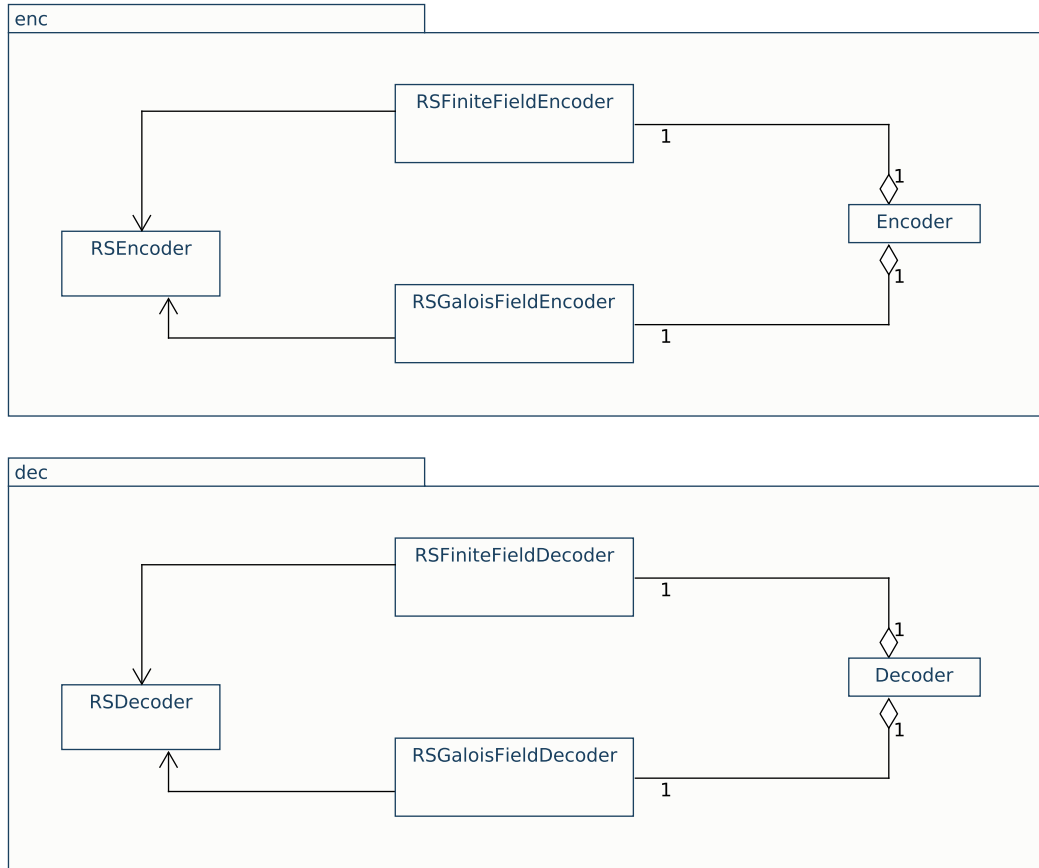 enc
RSFiniteFieldEncoder
1
1
Encoder
RSEncoder
1
RSGaloisFieldEncoder
1
dec
RSFiniteFieldDecoder
1
1
Decoder
RSDecoder
1
RSGaloisFieldDecoder
1